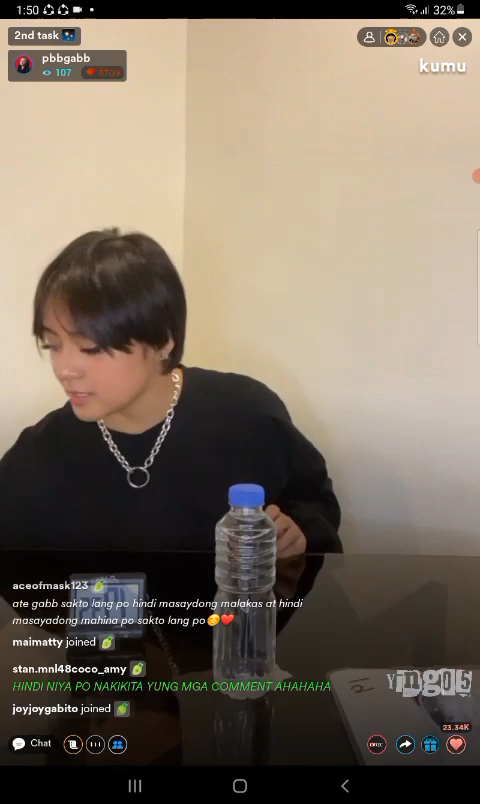 1:50
32%
2nd task
pbbgabb
107
kumu
aceofmask123
ate gabb sakto lang po hindi masaydong malakas at hindi
masayadong mahina po sakto lang po
maimatty joined
stan.mnl48coco_amy
HINDI NIYA PO NAKIKITA YUNG MGA COMMENT AHAHAHA
joyjoygabito joined
Yingo5
23.34K
Chat